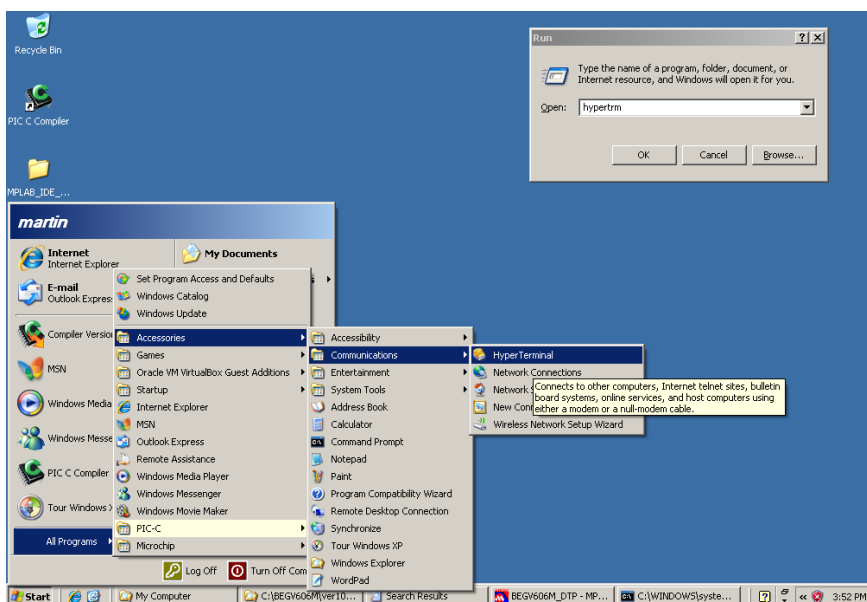 Recycle Bin
PIC C Compiler
MPLAB_IDE_...
Run
Type the name of a program, folder, document, or
Internet resource, and Windows will open it for you.
Open:
hypertrm
OK
Cancel
Browse...
martin
Internet
Internet Explorer
E-mail
Outlook Expres
Compiler Version
MSN
Windows Media
Windows Messe
PIC C Compiler
Tour Windows
All Programs
My Documents
Log Off
Turn Off Com
Set Program Access and Defaults
Windows Catalog
Windows Update
Accessories
Games
Oracle VM VirtualBox Guest Additions
Startup
Internet Explorer
MSN
Outlook Express
Remote Assistance
Windows Media Player
Windows Messenger
Windows Movie Maker
PIC-C
Microchip
Accessibility
Communications
Entertainment
System Tools
Address Book
Calculator
Command Prompt
Notepad
Paint
Program Compatibility Wizard
Remote Desktop Connection
Synchronize
Tour Windows XP
Windows Explorer
WordPad
HyperTerminal
Network Connections
Network S
New Conn
Wireless Network Setup Wizard
Connects to other computers, Internet telnet sites, bulletin
board systems, online services, and host computers using
either a modem or a null-modem cable.
Start
My Computer
C:\BEGV606M\ver10...
Search Results
BEGV606M_DTP - MP...
C:\WINDOWS\syste...
3:52 PM